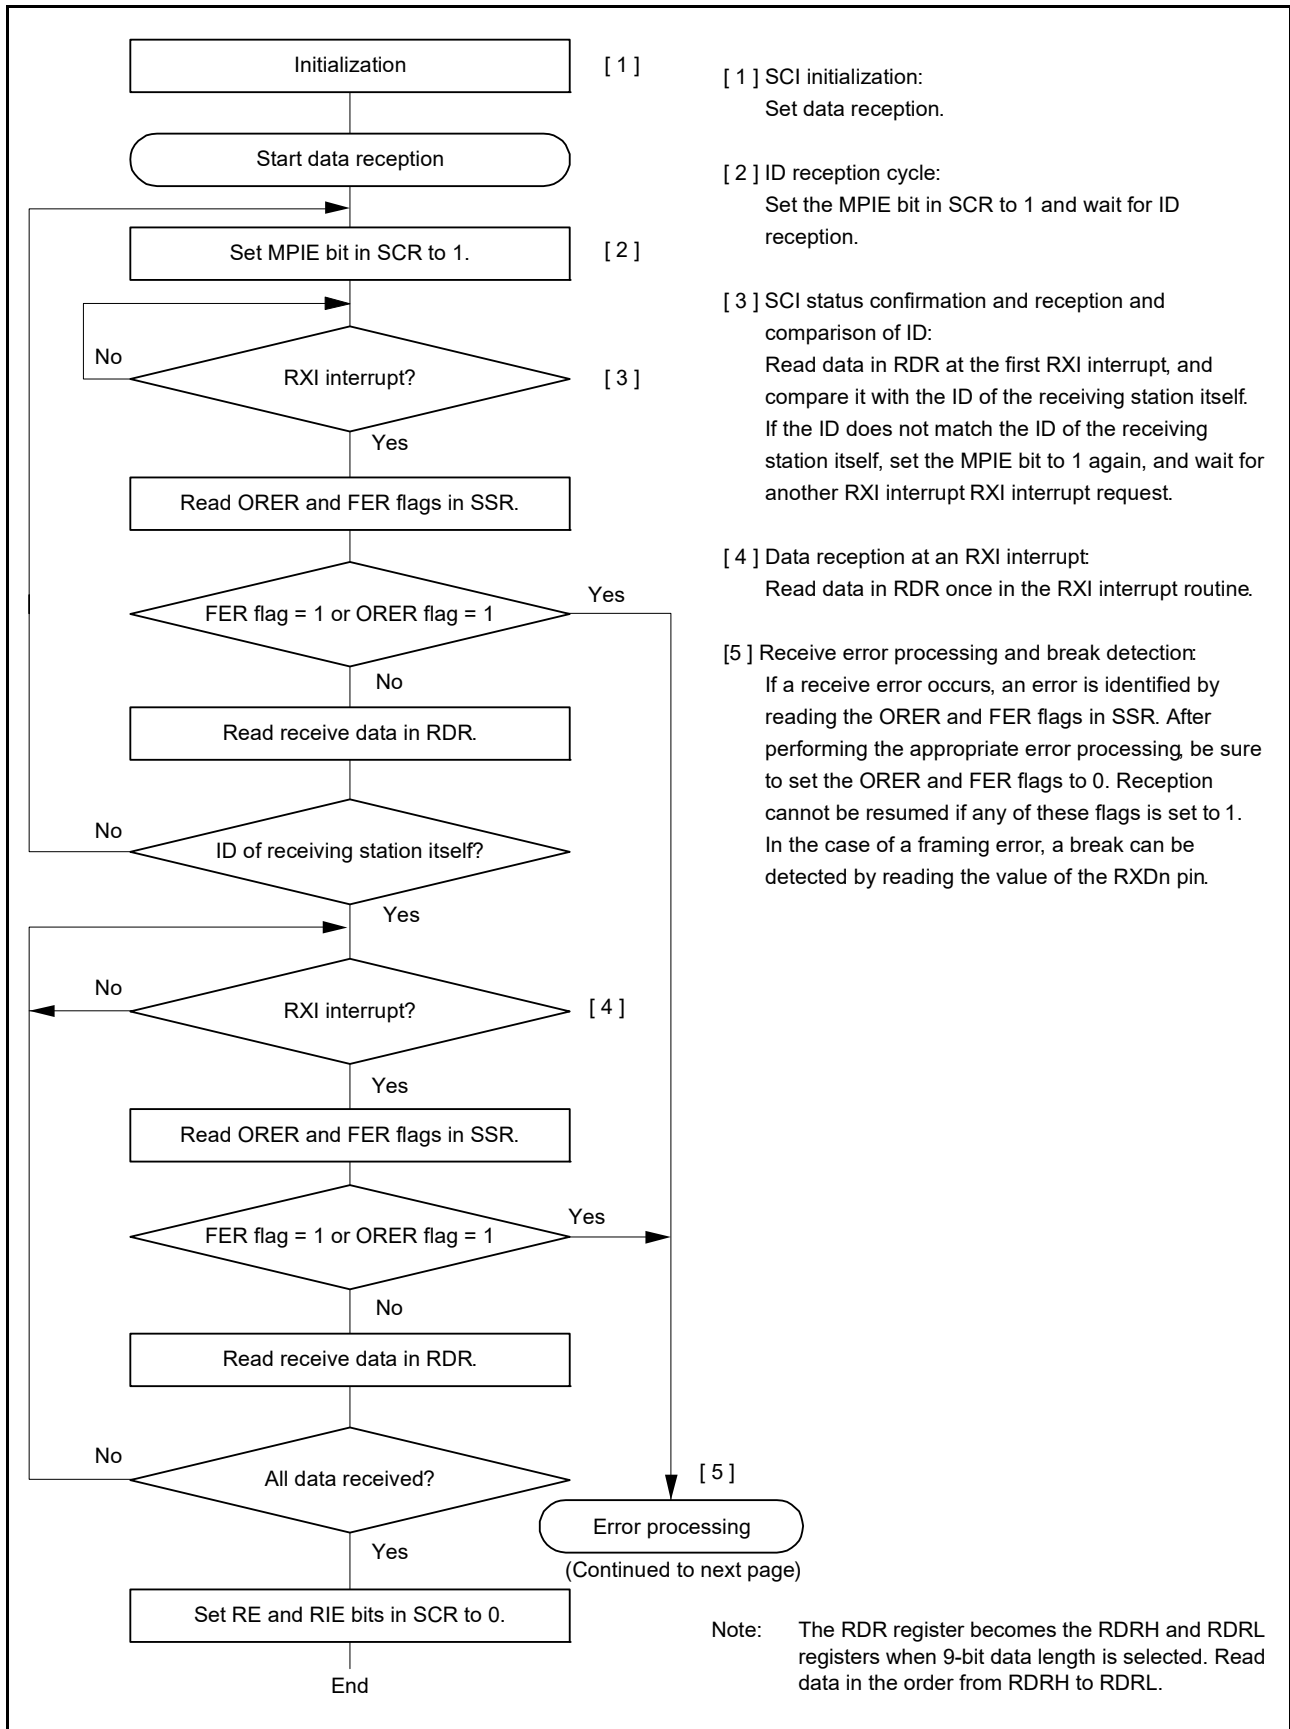 Initialization
[ 1 ]
Start data reception
Set MPIE bit in SCR to 1.
[ 2 ]
No
RXI interrupt?
[ 3 ]
Yes
Read ORER and FER flags in SSR.
FER flag = 1 or ORER flag = 1
Yes
No
Read receive data in RDR.
No
ID of receiving station itself?
Yes
No
RXI interrupt?
[ 4 ]
Yes
Read ORER and FER flags in SSR.
FER flag = 1 or ORER flag = 1
Yes
No
Read receive data in RDR.
No
All data received?
[ 5 ]
Error processing
(Continued to next page)
Yes
Set RE and RIE bits in SCR to 0.
End
[ 1 ] SCI initialization:
Set data reception.
[ 2 ] ID reception cycle:
Set the MPIE bit in SCR to 1 and wait for ID
reception.
[ 3 ] SCI status confirmation and reception and
comparison of ID:
Read data in RDR at the first RXI interrupt, and
compare it with the ID of the receiving station itself.
If the ID does not match the ID of the receiving
station itself, set the MPIE bit to 1 again, and wait for
another RXI interrupt RXI interrupt request.
[ 4 ] Data reception at an RXI interrupt:
Read data in RDR once in the RXI interrupt routine.
[5 ] Receive error processing and break detection:
If a receive error occurs, an error is identified by
reading the ORER and FER flags in SSR. After
performing the appropriate error processing, be sure
to set the ORER and FER flags to 0. Reception
cannot be resumed if any of these flags is set to 1.
In the case of a framing error, a break can be
detected by reading the value of the RXDn pin.
Note: The RDR register becomes the RDRH and RDRL
registers when 9-bit data length is selected. Read
data in the order from RDRH to RDRL.